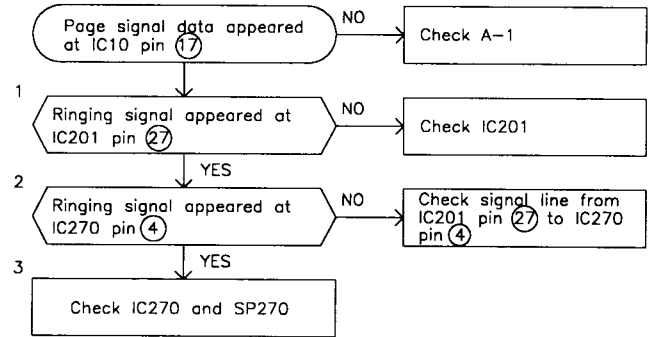 Page signal data appeared
at IC10 pin 17
NO
Check A-1
1
Ringing signal appeared at
IC201 pin 27
NO
Check IC201
YES
2
Ringing signal appeared at
IC270 pin 4
NO
Check signal line from
IC201 pin 27 to IC270
pin 4
YES
3
Check IC270 and SP270